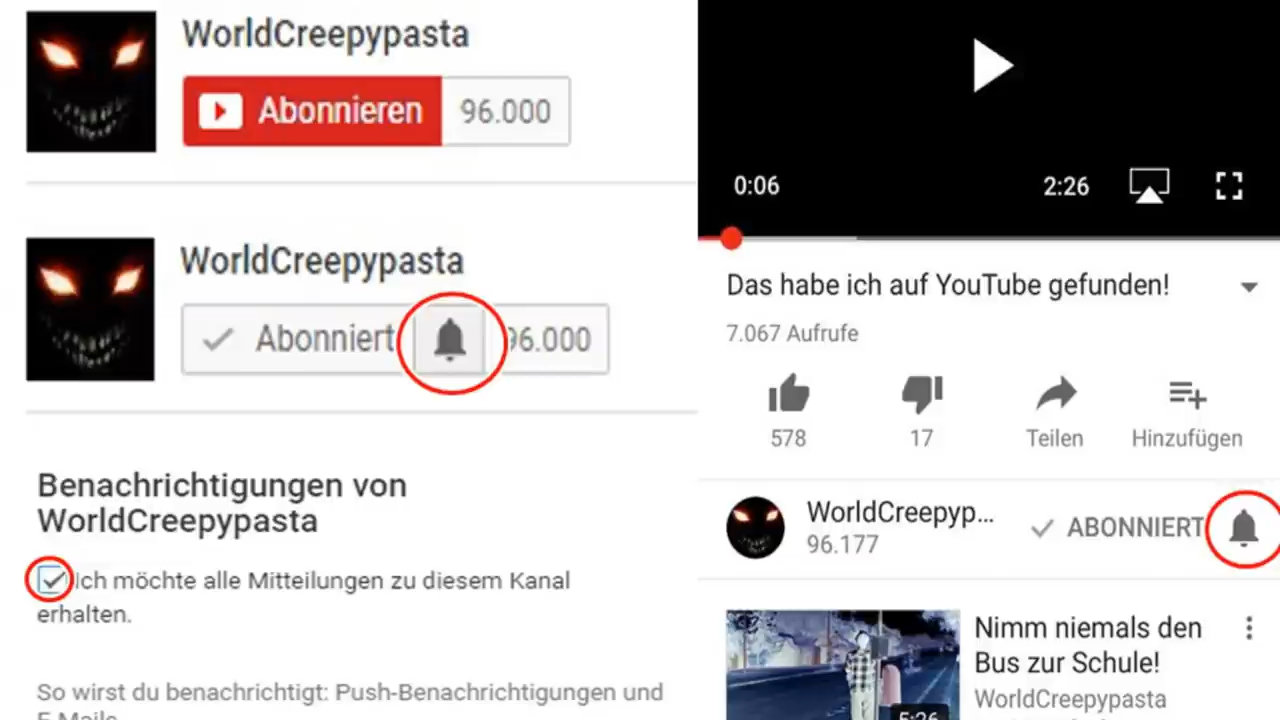 WorldCreepypasta
Abonnieren 96.000
WorldCreepypasta
Abonniert 96.000
Benachrichtigungen von
WorldCreepypasta
Ich möchte alle Mitteilungen zu diesem Kanal
erhalten.
So wirst du benachrichtigt: Push-Benachrichtigungen und
E-Mails
0:06 2:26
Das habe ich auf YouTube gefunden!
7.067 Aufrufe
578 17 Teilen Hinzufügen
WorldCreepyp...
96.177
ABONNIERT
Nimm niemals den
Bus zur Schule!
WorldCreepypasta
5:26